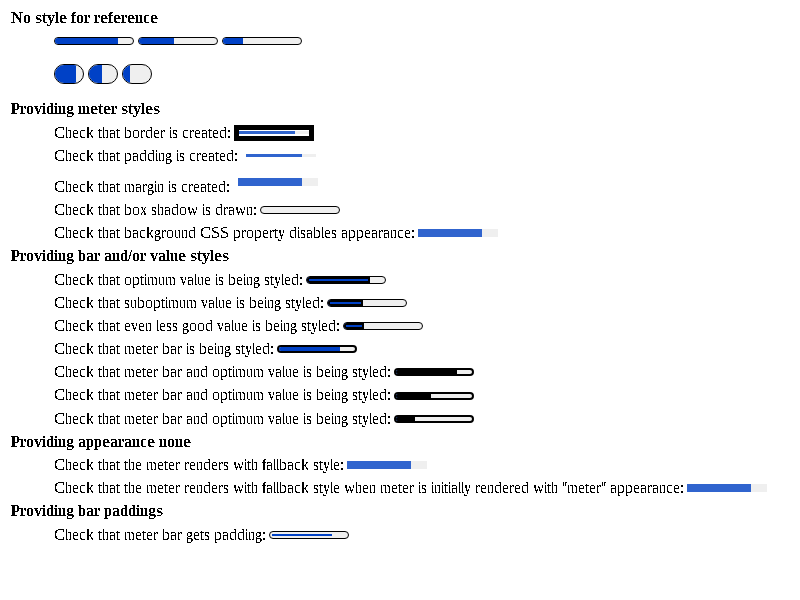 No style for reference
Providing meter styles
Check that border is created:
Check that padding is created:
Check that margin is created:
Check that box shadow is drawn:
Check that background CSS property disables appearance:
Providing bar and/or value styles
Check that optimum value is being styled:
Check that suboptimum value is being styled:
Check that even less good value is being styled:
Check that meter bar is being styled:
Check that meter bar and optimum value is being styled:
Check that meter bar and optimum value is being styled:
Check that meter bar and optimum value is being styled:
Providing appearance none
Check that the meter renders with fallback style:
Check that the meter renders with fallback style when meter is initially rendered with "meter" appearance:
Providing bar paddings
Check that meter bar gets padding: